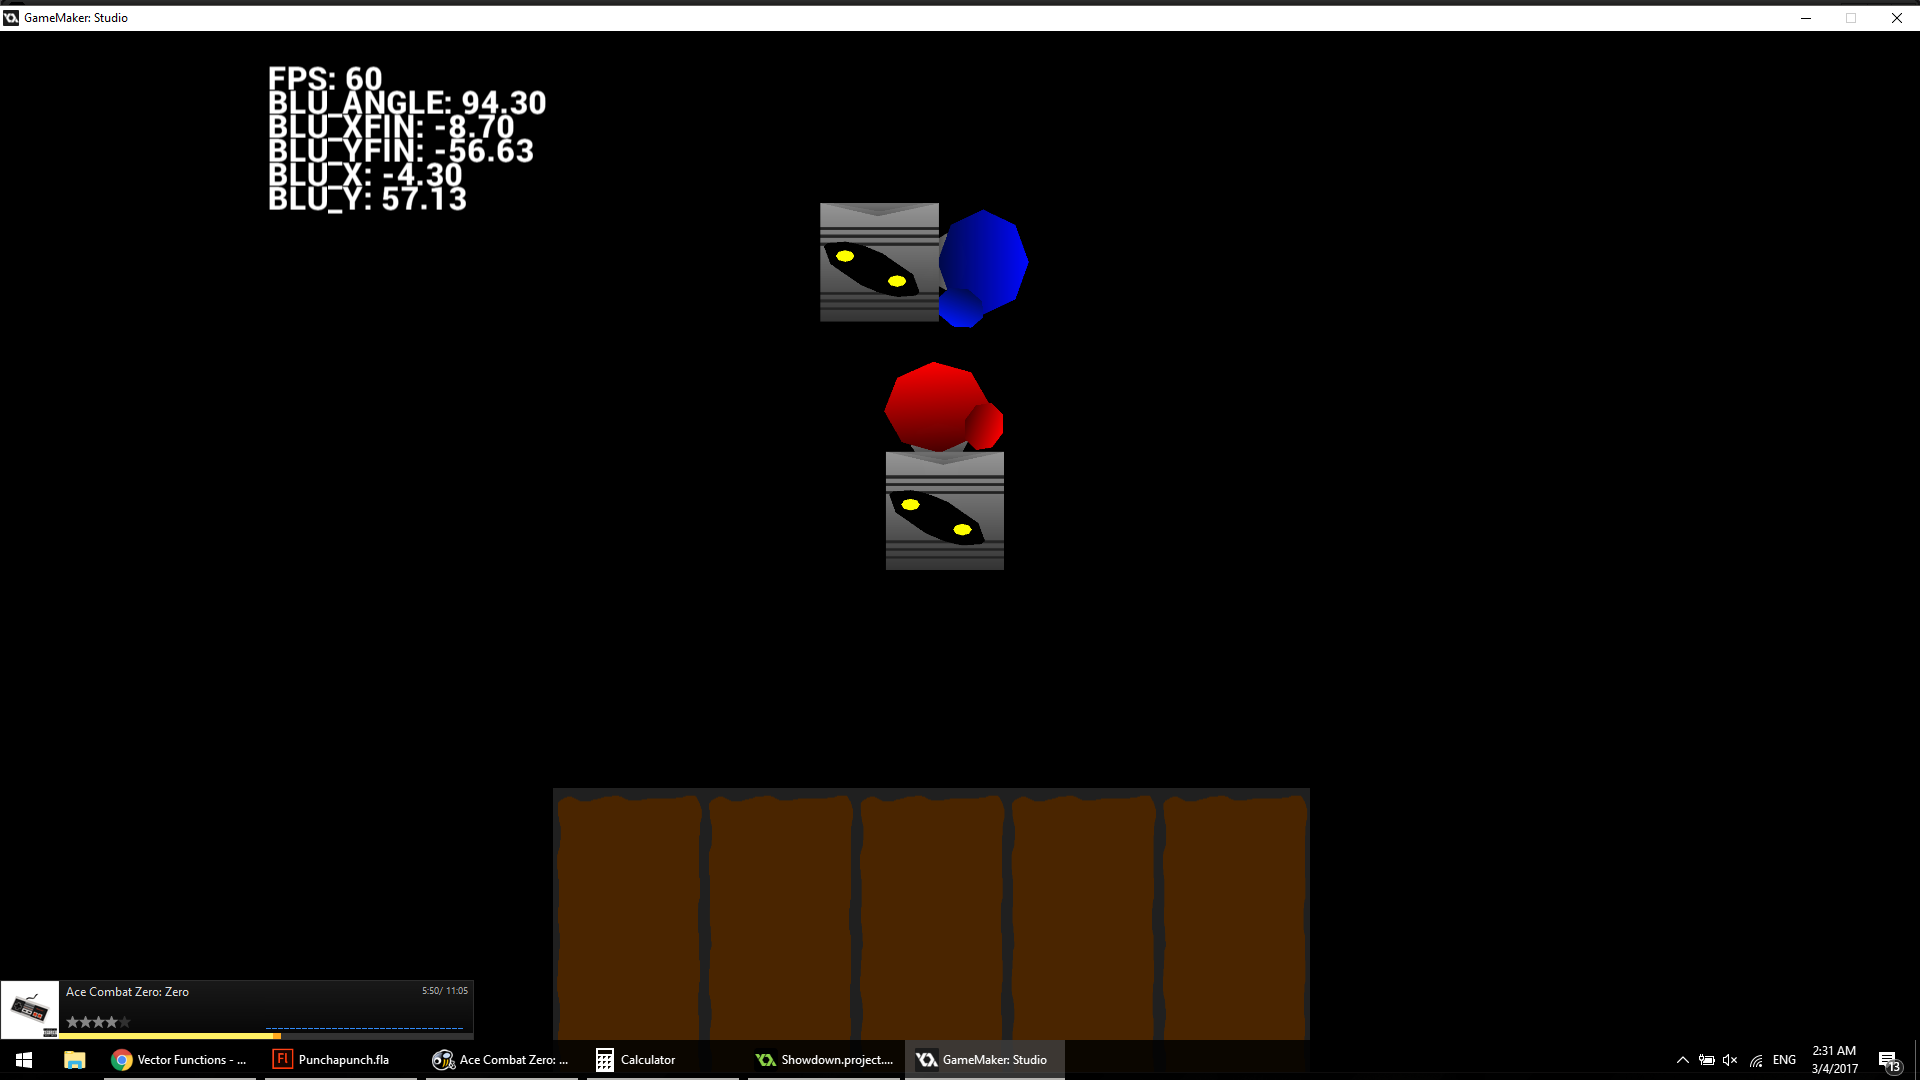 GameMaker: Studio
FPS: 60
BLU_ANGLE: 94.30
BLU_XFIN: -8.70
BLU_YFIN: -56.63
BLU_X: -4.30
BLU_Y: 57.13
Ace Combat Zero: Zero 5:50/ 11:05
Vector Functions - ... Punchapunch.fla Ace Combat Zero: ... Calculator Showdown.project.... GameMaker: Studio ENG 2:31 AM
3/4/2017 13